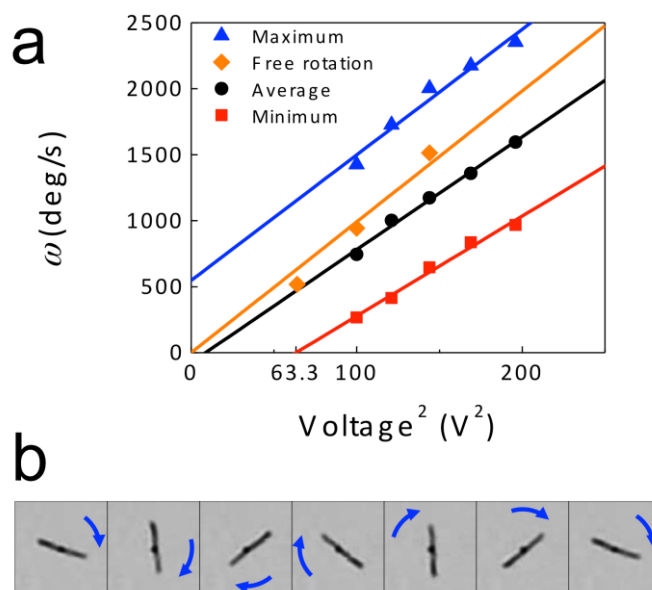 a
2500
2000
1500
1000
500
0
ω(deg/s)
Maximum
Free rotation
Average
Minimum
0 63.3 100 200
Voltage² (V²)
b